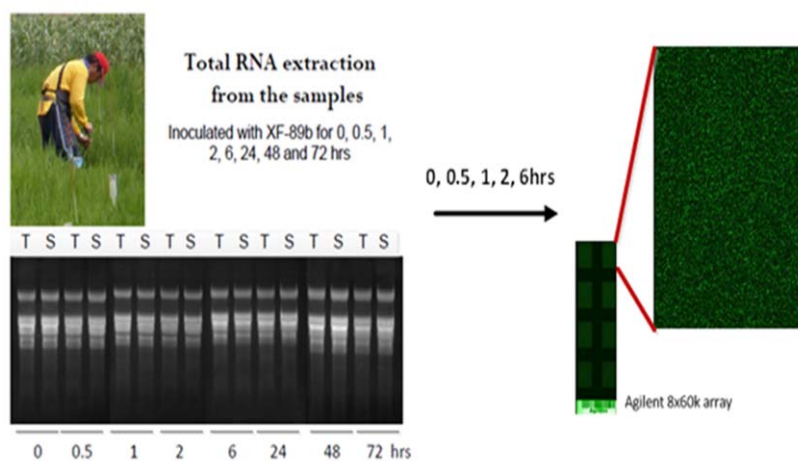 Total RNA extraction
from the samples
Inoculated with XF-89b for 0, 0.5, 1,
2, 6, 24, 48 and 72 hrs
0, 0.5, 1, 2, 6hrs
T S T S T S T S T S T S T S T S
0 0.5 1 2 6 24 48 72 hrs
Agilent 8x60k array